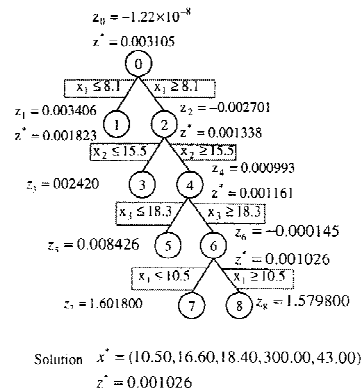 z₀ = −1.22×10⁻⁸
z* = 0.003105
0
x₁ ≤ 8.1 x₁ ≥ 8.1
z₁ = 0.003406 z₂ = −0.002701
z* = 0.001823 1 2 z* = 0.001338
x₂ ≤ 15.5 x₂ ≥ 15.5
z₃ = 002420 3 4 z₄ = 0.000993
z* = 0.001161
x₃ ≤ 18.3 x₃ ≥ 18.3
z₅ = 0.008426 5 6 z₆ = −0.000145
z* = 0.001026
x₁ ≤ 10.5 x₁ ≥ 10.5
z₇ = 1.601800 7 8 z₈ = 1.579800
Solution x* = (10.50,16.60,18.40,300.00,43.00)
z* = 0.001026